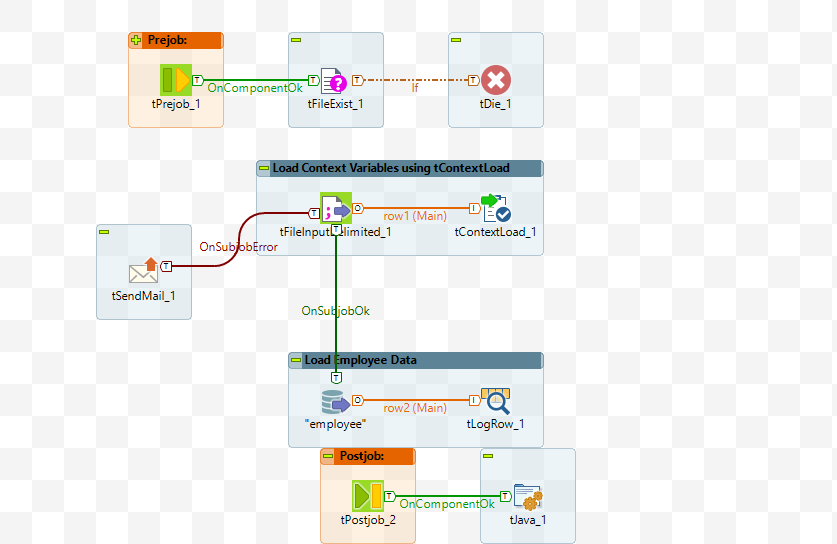 Prejob:
OnComponentOk
If
tPrejob_1
tFileExist_1
tDie_1
Load Context Variables using tContextLoad
row1 (Main)
tFileInputDelimited_1
tContextLoad_1
OnSubjobError
tSendMail_1
OnSubjobOk
Load Employee Data
row2 (Main)
"employee"
tLogRow_1
Postjob:
OnComponentOk
tPostjob_2
tJava_1